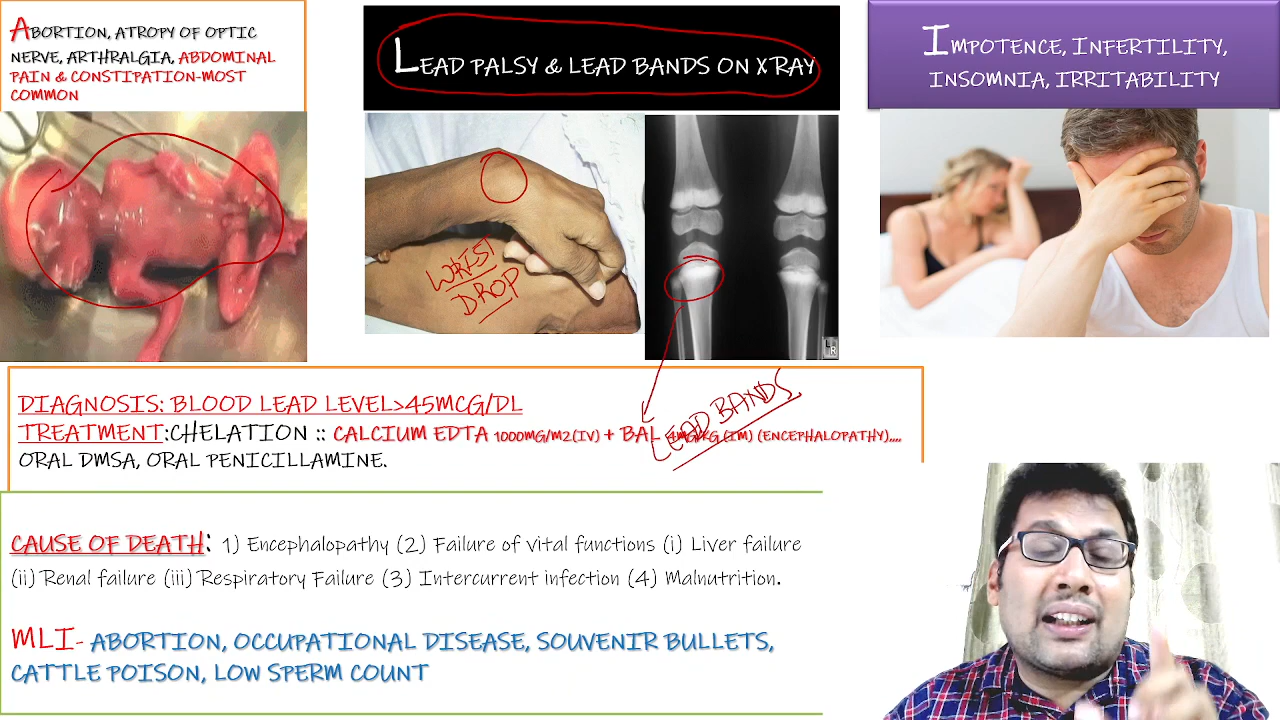 ABORTION, ATROPY OF OPTIC
NERVE, ARTHRALGIA, ABDOMINAL
PAIN & CONSTIPATION-MOST
COMMON
LEAD PALSY & LEAD BANDS ON X RAY
IMPOTENCE, INFERTILITY,
INSOMNIA, IRRITABILITY
WRIST
DROP
L
R
LEAD BANDS
DIAGNOSIS: BLOOD LEAD LEVEL>45MCG/DL
TREATMENT:CHELATION :: CALCIUM EDTA 1000MG/M2(IV) + BAL 4MG/KG (IM) (ENCEPHALOPATHY),,,,
ORAL DMSA, ORAL PENICILLAMINE.
CAUSE OF DEATH: 1) Encephalopathy (2) Failure of vital functions (i) Liver failure
(ii) Renal failure (iii) Respiratory Failure (3) Intercurrent infection (4) Malnutrition.
MLI- ABORTION, OCCUPATIONAL DISEASE, SOUVENIR BULLETS,
CATTLE POISON, LOW SPERM COUNT